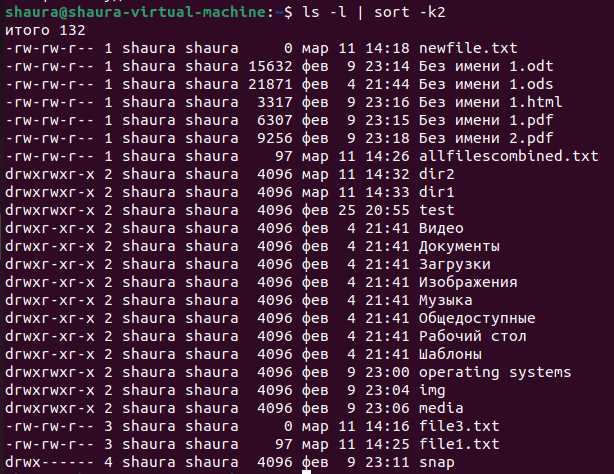 shaura@shaura-virtual-machine:~$ ls -l | sort -k2
итого 132
-rw-rw-r-- 1 shaura shaura     0 мар 11 14:18 newfile.txt
-rw-rw-r-- 1 shaura shaura 15632 фев  9 23:14 Без имени 1.odt
-rw-rw-r-- 1 shaura shaura 21871 фев  4 21:44 Без имени 1.ods
-rw-rw-r-- 1 shaura shaura  3317 фев  9 23:16 Без имени 1.html
-rw-rw-r-- 1 shaura shaura  6307 фев  9 23:15 Без имени 1.pdf
-rw-rw-r-- 1 shaura shaura  9256 фев  9 23:18 Без имени 2.pdf
-rw-rw-r-- 1 shaura shaura    97 мар 11 14:26 allfilescombined.txt
drwxrwxr-x 2 shaura shaura  4096 мар 11 14:32 dir2
drwxrwxr-x 2 shaura shaura  4096 мар 11 14:33 dir1
drwxrwxr-x 2 shaura shaura  4096 фев 25 20:55 test
drwxr-xr-x 2 shaura shaura  4096 фев  4 21:41 Видео
drwxr-xr-x 2 shaura shaura  4096 фев  4 21:41 Документы
drwxr-xr-x 2 shaura shaura  4096 фев  4 21:41 Загрузки
drwxr-xr-x 2 shaura shaura  4096 фев  4 21:41 Изображения
drwxr-xr-x 2 shaura shaura  4096 фев  4 21:41 Музыка
drwxr-xr-x 2 shaura shaura  4096 фев  4 21:41 Общедоступные
drwxr-xr-x 2 shaura shaura  4096 фев  4 21:41 Рабочий стол
drwxr-xr-x 2 shaura shaura  4096 фев  4 21:41 Шаблоны
drwxrwxr-x 2 shaura shaura  4096 фев  9 23:00 operating systems
drwxrwxr-x 2 shaura shaura  4096 фев  9 23:04 img
drwxrwxr-x 2 shaura shaura  4096 фев  9 23:06 media
-rw-rw-r-- 3 shaura shaura     0 мар 11 14:16 file3.txt
-rw-rw-r-- 3 shaura shaura    97 мар 11 14:25 file1.txt
drwx------ 4 shaura shaura  4096 фев  9 23:11 snap